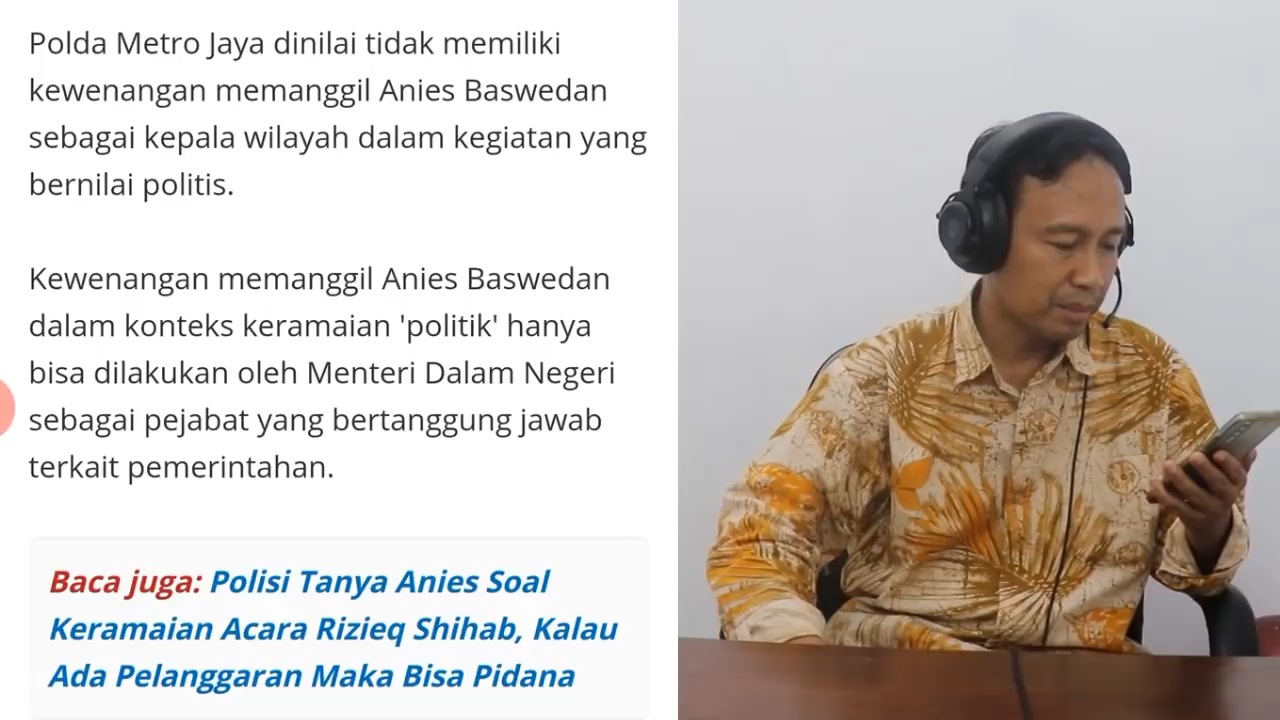 Polda Metro Jaya dinilai tidak memiliki
kewenangan memanggil Anies Baswedan
sebagai kepala wilayah dalam kegiatan yang
bernilai politis.
Kewenangan memanggil Anies Baswedan
dalam konteks keramaian 'politik' hanya
bisa dilakukan oleh Menteri Dalam Negeri
sebagai pejabat yang bertanggung jawab
terkait pemerintahan.
Baca juga: Polisi Tanya Anies Soal
Keramaian Acara Rizieq Shihab, Kalau
Ada Pelanggaran Maka Bisa Pidana